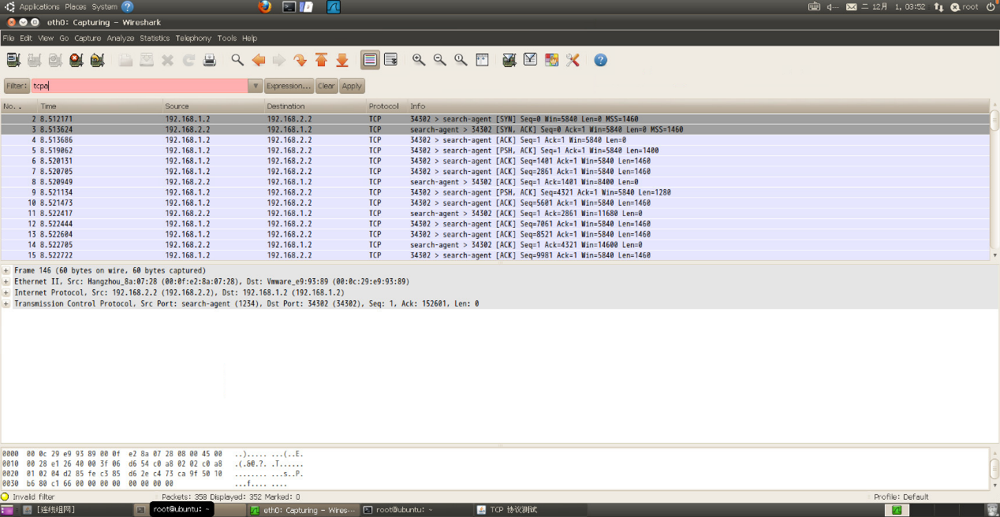 Applications Places System 二 12月 1, 03:52 root
eth0: Capturing - Wireshark
File Edit View Go Capture Analyze Statistics Telephony Tools Help
Filter: tcpa Expression... Clear Apply
No. . Time Source Destination Protocol Info
2 8.512171 192.168.1.2 192.168.2.2 TCP 34302 > search-agent [SYN] Seq=0 Win=5840 Len=0 MSS=1460
3 8.513624 192.168.2.2 192.168.1.2 TCP search-agent > 34302 [SYN, ACK] Seq=0 Ack=1 Win=5840 Len=0 MSS=1460
4 8.513686 192.168.1.2 192.168.2.2 TCP 34302 > search-agent [ACK] Seq=1 Ack=1 Win=5840 Len=0
5 8.519062 192.168.1.2 192.168.2.2 TCP 34302 > search-agent [PSH, ACK] Seq=1 Ack=1 Win=5840 Len=1400
6 8.520131 192.168.1.2 192.168.2.2 TCP 34302 > search-agent [ACK] Seq=1401 Ack=1 Win=5840 Len=1460
7 8.520705 192.168.1.2 192.168.2.2 TCP 34302 > search-agent [ACK] Seq=2861 Ack=1 Win=5840 Len=1460
8 8.520949 192.168.2.2 192.168.1.2 TCP search-agent > 34302 [ACK] Seq=1 Ack=1401 Win=8400 Len=0
9 8.521134 192.168.1.2 192.168.2.2 TCP 34302 > search-agent [PSH, ACK] Seq=4321 Ack=1 Win=5840 Len=1280
10 8.521473 192.168.1.2 192.168.2.2 TCP 34302 > search-agent [ACK] Seq=5601 Ack=1 Win=5840 Len=1460
11 8.522417 192.168.2.2 192.168.1.2 TCP search-agent > 34302 [ACK] Seq=1 Ack=2861 Win=11680 Len=0
12 8.522444 192.168.1.2 192.168.2.2 TCP 34302 > search-agent [ACK] Seq=7061 Ack=1 Win=5840 Len=1460
13 8.522604 192.168.1.2 192.168.2.2 TCP 34302 > search-agent [ACK] Seq=8521 Ack=1 Win=5840 Len=1460
14 8.522705 192.168.2.2 192.168.1.2 TCP search-agent > 34302 [ACK] Seq=1 Ack=4321 Win=14600 Len=0
15 8.522722 192.168.1.2 192.168.2.2 TCP 34302 > search-agent [ACK] Seq=9981 Ack=1 Win=5840 Len=1460
Frame 146 (60 bytes on wire, 60 bytes captured)
Ethernet II, Src: Hangzhou_8a:07:28 (00:0f:e2:8a:07:28), Dst: Vmware_e9:93:89 (00:0c:29:e9:93:89)
Internet Protocol, Src: 192.168.2.2 (192.168.2.2), Dst: 192.168.1.2 (192.168.1.2)
Transmission Control Protocol, Src Port: search-agent (1234), Dst Port: 34302 (34302), Seq: 1, Ack: 152601, Len: 0
0000 00 0c 29 e9 93 89 00 0f e2 8a 07 28 08 00 45 00 ..)..... ...(..E.
0010 00 28 e1 26 40 00 3f 06 d6 54 c0 a8 02 02 c0 a8 .(.&@.?. .T......
0020 01 02 04 d2 85 fe c3 85 d6 2e c4 73 ca 9f 50 10 ........ ...s..P.
0030 b6 80 c1 66 00 00 00 00 00 00 00 00 ...f.... ....
Invalid filter Packets: 358 Displayed: 352 Marked: 0 Profile: Default
[连线组网] root@ubuntu: ~ eth0: Capturing - Wires... root@ubuntu: ~ TCP 协议测试